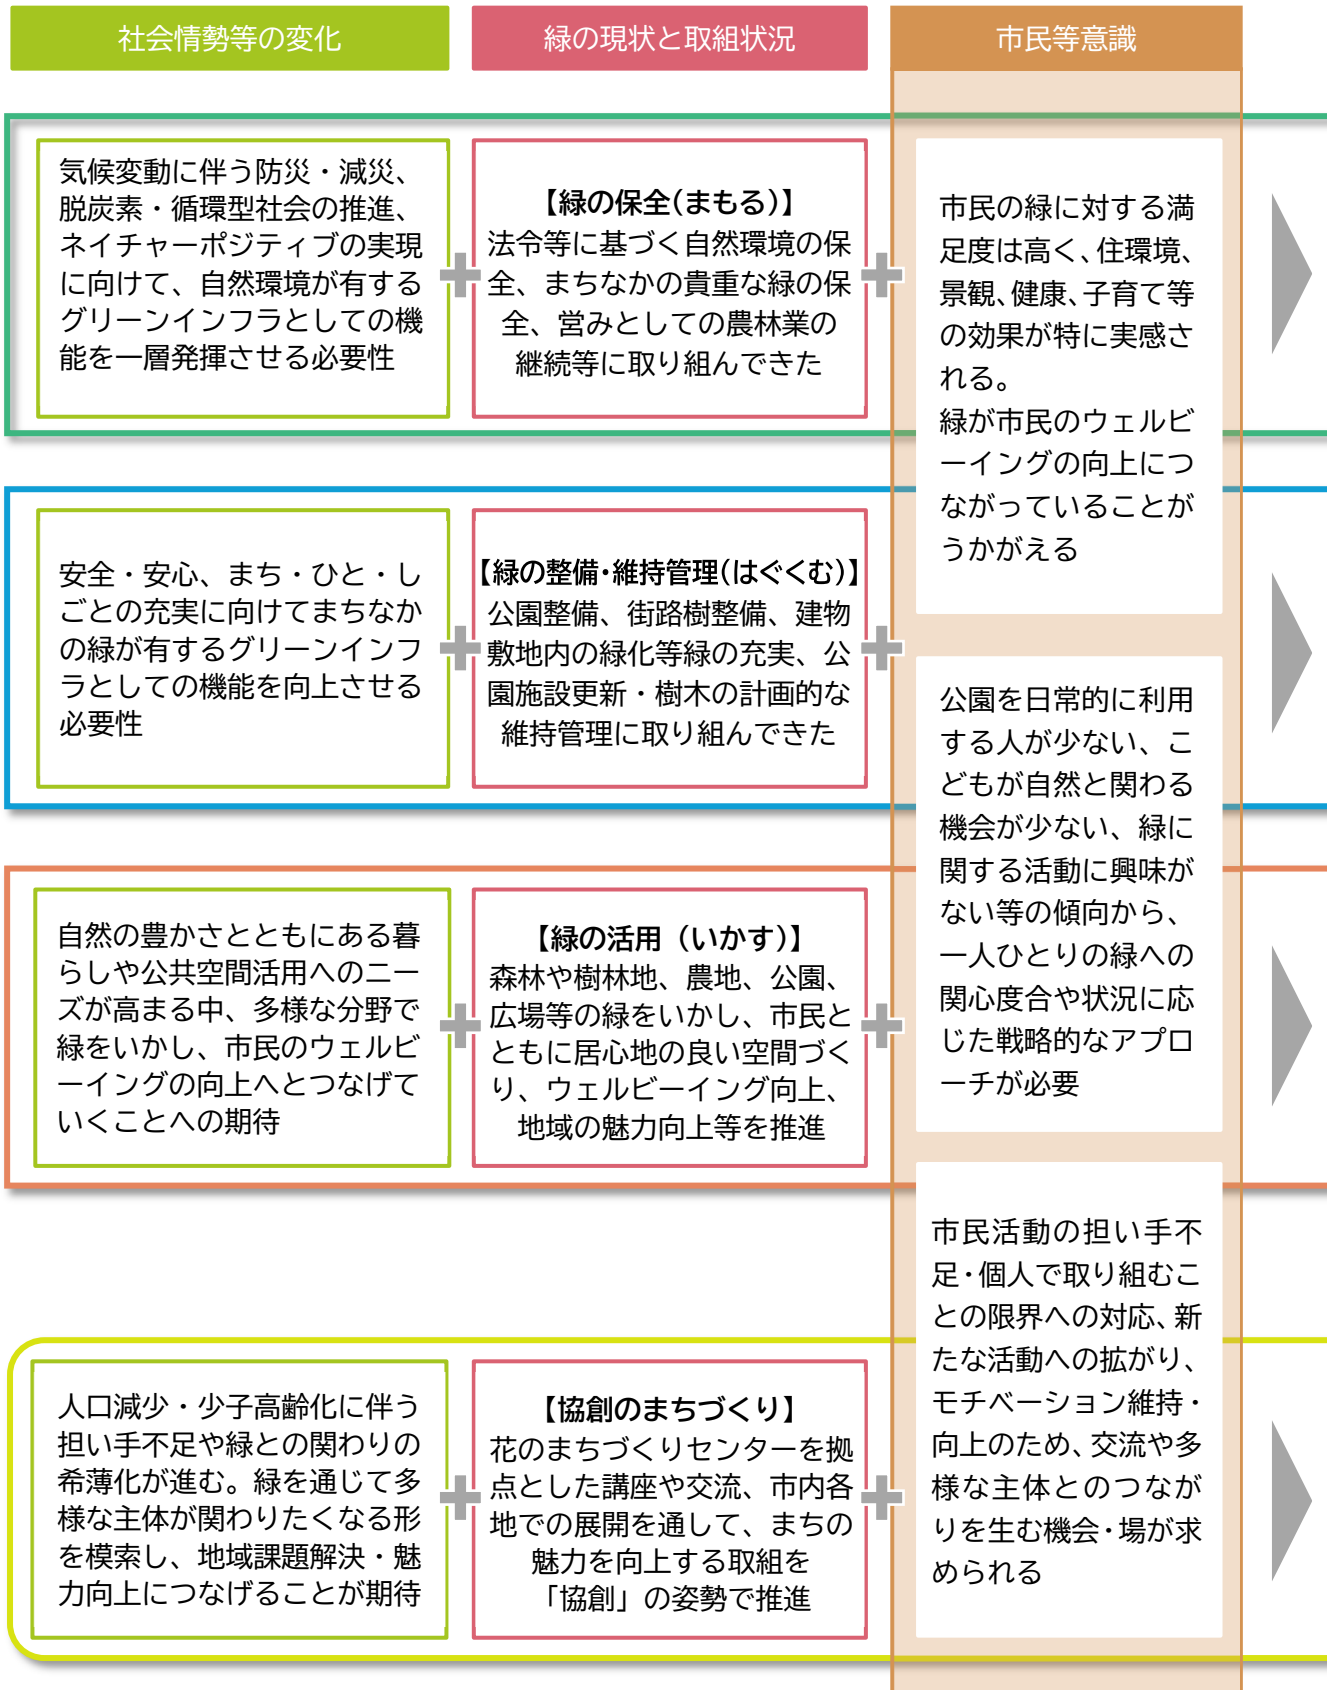 社会情勢等の変化
緑の現状と取組状況
市民等意識
気候変動に伴う防災・減災、
脱炭素・循環型社会の推進、
ネイチャーポジティブの実現
に向けて、自然環境が有する
グリーンインフラとしての機
能を一層発揮させる必要性
【緑の保全(まもる)】
法令等に基づく自然環境の保
全、まちなかの貴重な緑の保
全、営みとしての農林業の
継続等に取り組んできた
市民の緑に対する満
足度は高く、住環境、
景観、健康、子育て等
の効果が特に実感さ
れる。
緑が市民のウェルビ
ーイングの向上につ
ながっていることが
うかがえる
安全・安心、まち・ひと・し
ごとの充実に向けてまちなか
の緑が有するグリーンインフ
ラとしての機能を向上させる
必要性
【緑の整備・維持管理(はぐくむ)】
公園整備、街路樹整備、建物
敷地内の緑化等緑の充実、公
園施設更新・樹木の計画的な
維持管理に取り組んできた
公園を日常的に利用
する人が少ない、こ
どもが自然と関わる
機会が少ない、緑に
関する活動に興味が
ない等の傾向から、
一人ひとりの緑への
関心度合や状況に応
じた戦略的なアプロ
ーチが必要
自然の豊かさとともにある暮
らしや公共空間活用へのニー
ズが高まる中、多様な分野で
緑をいかし、市民のウェルビ
ーイングの向上へとつなげて
いくことへの期待
【緑の活用（いかす）】
森林や樹林地、農地、公園、
広場等の緑をいかし、市民と
ともに居心地の良い空間づく
り、ウェルビーイング向上、
地域の魅力向上等を推進
市民活動の担い手不
足・個人で取り組むこ
との限界への対応、新
たな活動への拡がり、
モチベーション維持・
向上のため、交流や多
様な主体とのつなが
りを生む機会・場が求
められる
人口減少・少子高齢化に伴う
担い手不足や緑との関わりの
希薄化が進む。緑を通じて多
様な主体が関わりたくなる形
を模索し、地域課題解決・魅
力向上につなげることが期待
【協創のまちづくり】
花のまちづくりセンターを拠
点とした講座や交流、市内各
地での展開を通して、まちの
魅力を向上する取組を
「協創」の姿勢で推進